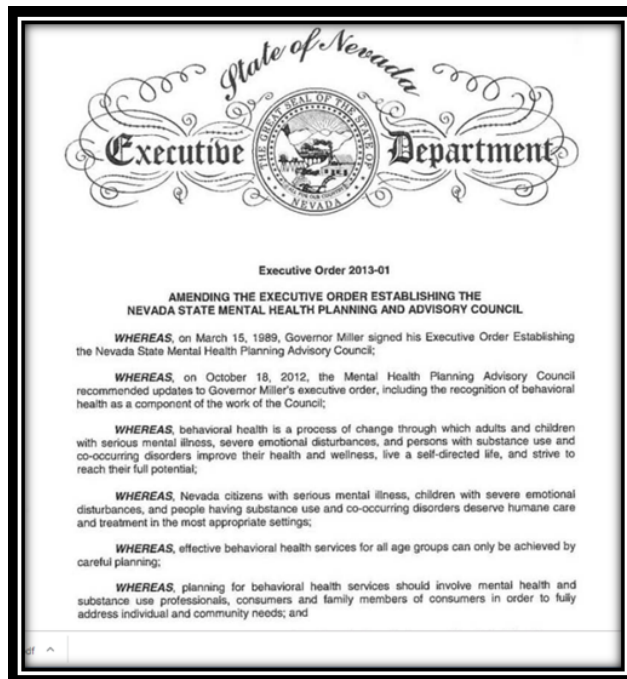 State of Nevada
Executive Department
THE GREAT SEAL OF THE STATE OF
NEVADA
ALL FOR OUR COUNTRY
Executive Order 2013-01
AMENDING THE EXECUTIVE ORDER ESTABLISHING THE
NEVADA STATE MENTAL HEALTH PLANNING AND ADVISORY COUNCIL
WHEREAS, on March 15, 1989, Governor Miller signed his Executive Order Establishing
the Nevada State Mental Health Planning Advisory Council;
WHEREAS, on October 18, 2012, the Mental Health Planning Advisory Council
recommended updates to Governor Miller's executive order, including the recognition of behavioral
health as a component of the work of the Council;
WHEREAS, behavioral health is a process of change through which adults and children
with serious mental illness, severe emotional disturbances, and persons with substance use and
co-occurring disorders improve their health and wellness, live a self-directed life, and strive to
reach their full potential;
WHEREAS, Nevada citizens with serious mental illness, children with severe emotional
disturbances, and people having substance use and co-occurring disorders deserve humane care
and treatment in the most appropriate settings;
WHEREAS, effective behavioral health services for all age groups can only be achieved by
careful planning;
WHEREAS, planning for behavioral health services should involve mental health and
substance use professionals, consumers and family members of consumers in order to fully
address individual and community needs; and
df